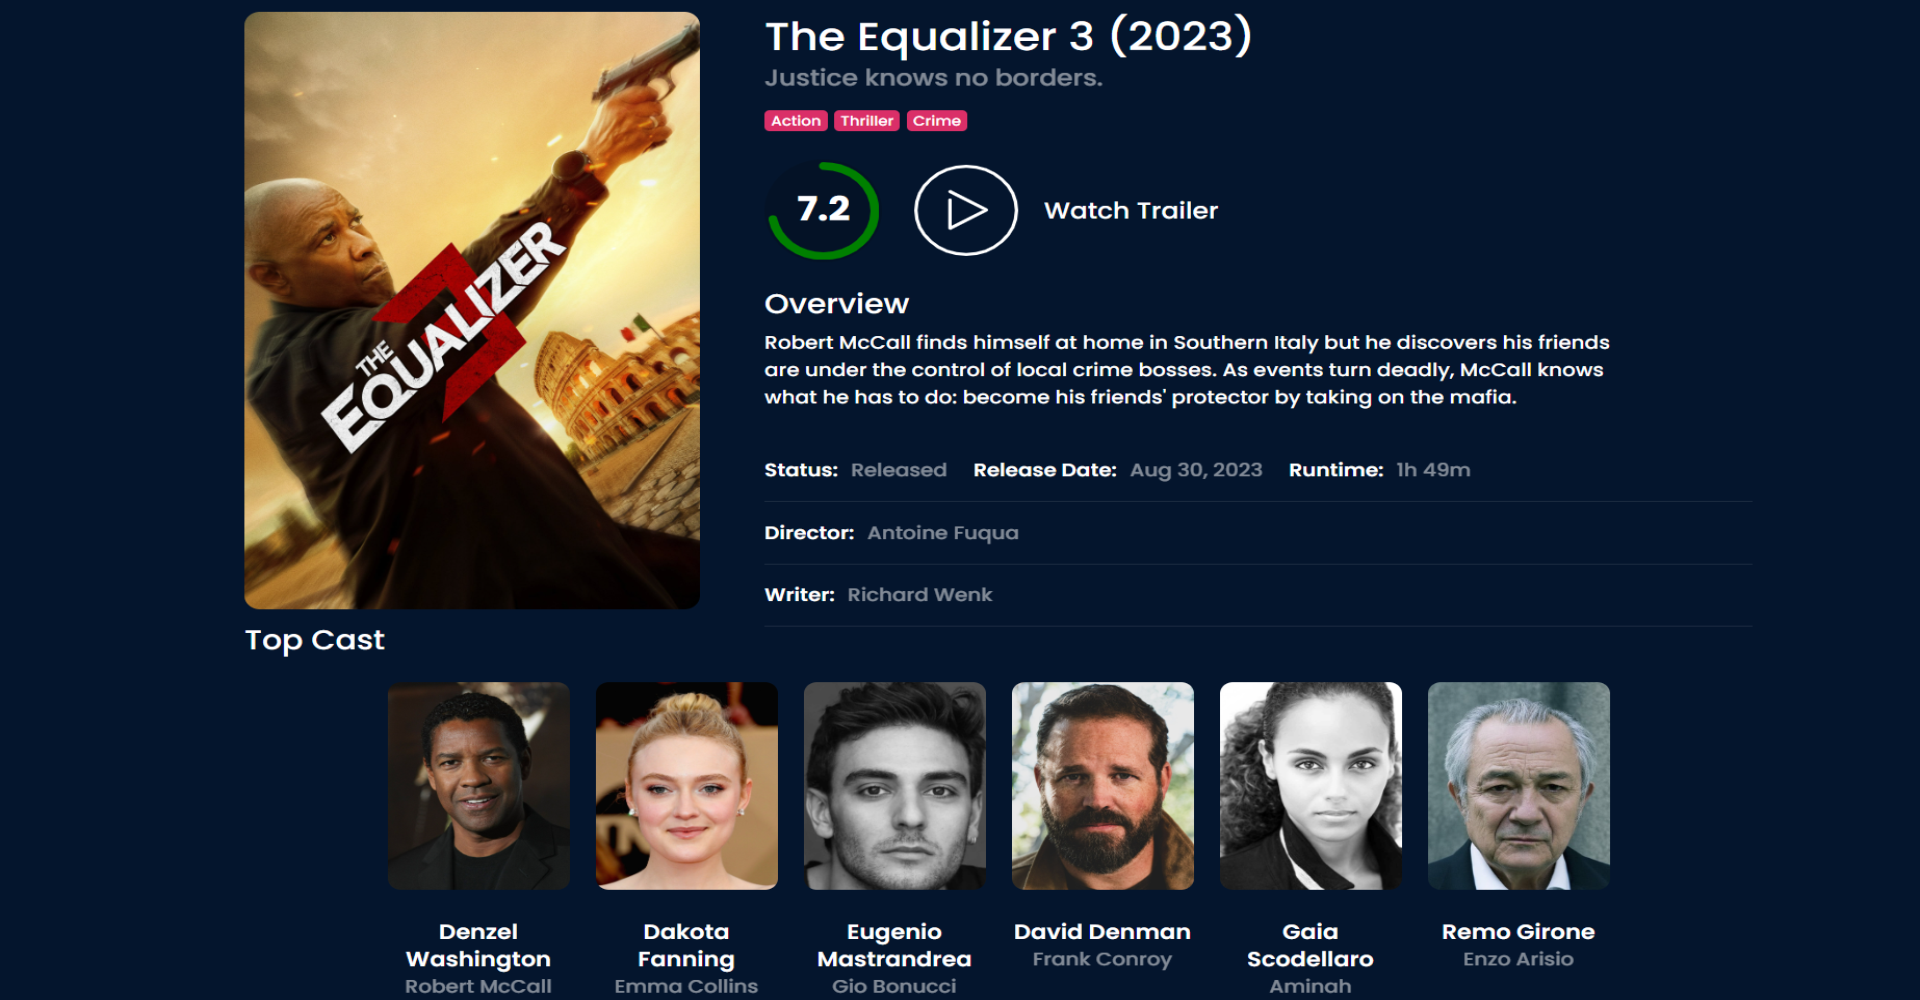 The Equalizer 3 (2023)
Justice knows no borders.
Action Thriller Crime
7.2 Watch Trailer
THE
EQUALIZER
3
Overview
Robert McCall finds himself at home in Southern Italy but he discovers his friends
are under the control of local crime bosses. As events turn deadly, McCall knows
what he has to do: become his friends' protector by taking on the mafia.
Status: Released Release Date: Aug 30, 2023 Runtime: 1h 49m
Director: Antoine Fuqua
Writer: Richard Wenk
Top Cast
Denzel
Washington
Robert McCall
Dakota
Fanning
Emma Collins
Eugenio
Mastrandrea
Gio Bonucci
David Denman
Frank Conroy
Gaia
Scodellaro
Aminah
Remo Girone
Enzo Arisio